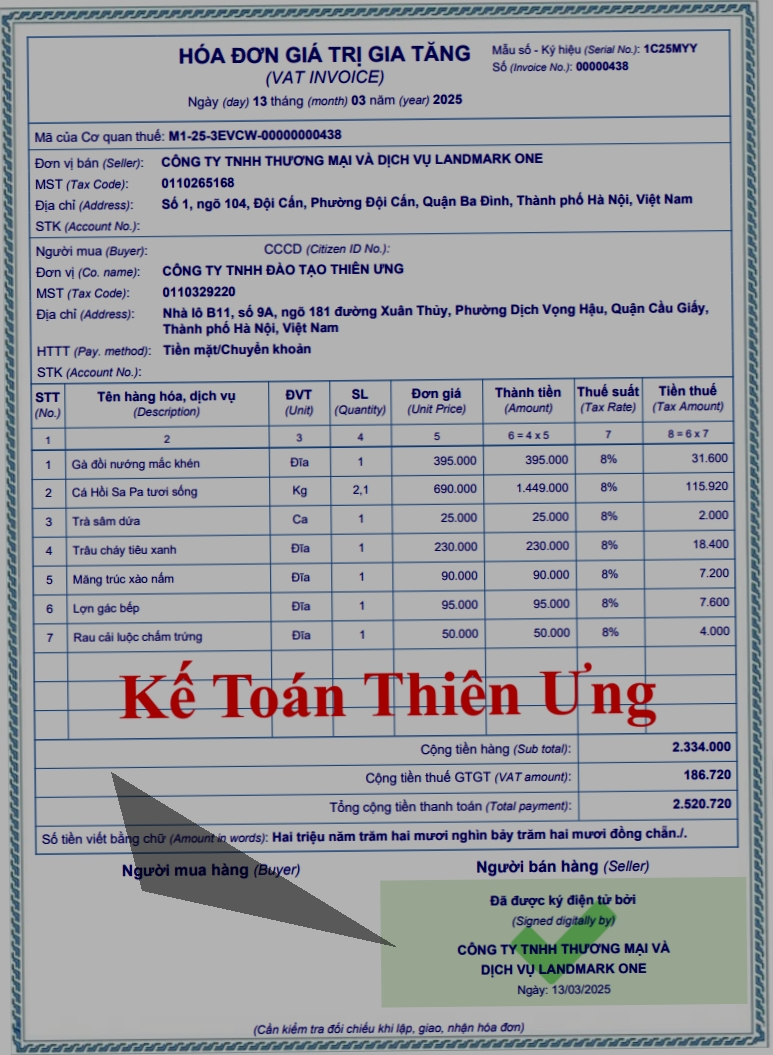 HÓA ĐƠN GIÁ TRỊ GIA TĂNG
(VAT INVOICE)
Ngày (day) 13 tháng (month) 03 năm (year) 2025
Mẫu số - Ký hiệu (Serial No.): 1C25MYY
Số (Invoice No.): 00000438
Mã của Cơ quan thuế: M1-25-3EVCW-00000000438
Đơn vị bán (Seller): CÔNG TY TNHH THƯƠNG MẠI VÀ DỊCH VỤ LANDMARK ONE
MST (Tax Code): 0110265168
Địa chỉ (Address): Số 1, ngõ 104, Đội Cấn, Phường Đội Cấn, Quận Ba Đình, Thành phố Hà Nội, Việt Nam
STK (Account No.):
Người mua (Buyer): CCCD (Citizen ID No.):
Đơn vị (Co. name): CÔNG TY TNHH ĐÀO TẠO THIÊN ƯNG
MST (Tax Code): 0110329220
Địa chỉ (Address): Nhà lô B11, số 9A, ngõ 181 đường Xuân Thủy, Phường Dịch Vọng Hậu, Quận Cầu Giấy,
Thành phố Hà Nội, Việt Nam
HTTT (Pay. method): Tiền mặt/Chuyển khoản
STK (Account No.):
STT Tên hàng hóa, dịch vụ ĐVT SL Đơn giá Thành tiền Thuế suất Tiền thuế
(No.) (Description) (Unit) (Quantity) (Unit Price) (Amount) (Tax Rate) (Tax Amount)
1 2 3 4 5 6 = 4 x 5 7 8 = 6 x 7
1 Gà đồi nướng mắc khén Đĩa 1 395.000 395.000 8% 31.600
2 Cá Hồi Sa Pa tươi sống Kg 2,1 690.000 1.449.000 8% 115.920
3 Trà sâm dứa Ca 1 25.000 25.000 8% 2.000
4 Trâu cháy tiêu xanh Đĩa 1 230.000 230.000 8% 18.400
5 Măng trúc xào nấm Đĩa 1 90.000 90.000 8% 7.200
6 Lợn gác bếp Đĩa 1 95.000 95.000 8% 7.600
7 Rau cải luộc chấm trứng Đĩa 1 50.000 50.000 8% 4.000
Kế Toán Thiên Ưng
Cộng tiền hàng (Sub total): 2.334.000
Cộng tiền thuế GTGT (VAT amount): 186.720
Tổng cộng tiền thanh toán (Total payment): 2.520.720
Số tiền viết bằng chữ (Amount in words): Hai triệu năm trăm hai mươi nghìn bảy trăm hai mươi đồng chẵn./.
Người mua hàng (Buyer) Người bán hàng (Seller)
Đã được ký điện tử bởi
(Signed digitally by)
CÔNG TY TNHH THƯƠNG MẠI VÀ
DỊCH VỤ LANDMARK ONE
Ngày: 13/03/2025
(Cần kiểm tra đối chiếu khi lập, giao, nhận hóa đơn)